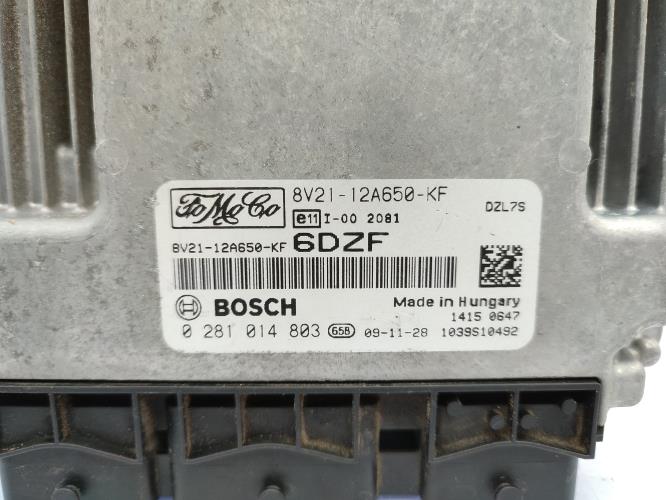 FoMoCo 8V21-12A650-KF
e11 I-00 2081 DZL7S
8V21-12A650-KF 6DZF
BOSCH Made in Hungary
1415 0647
0 281 014 803 65B 09-11-28 1039S10492